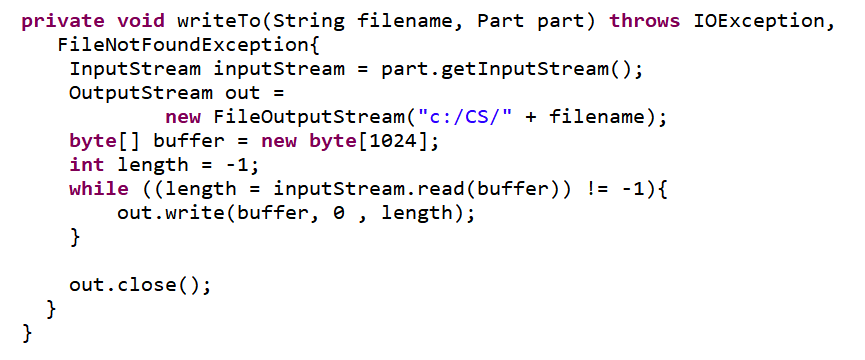 private void writeTo(String filename, Part part) throws IOException,
FileNotFoundException{
InputStream inputStream = part.getInputStream();
OutputStream out =
new FileOutputStream("c:/CS/" + filename);
byte[] buffer = new byte[1024];
int length = -1;
while ((length = inputStream.read(buffer)) != -1){
out.write(buffer, 0 , length);
}
out.close();
}
}